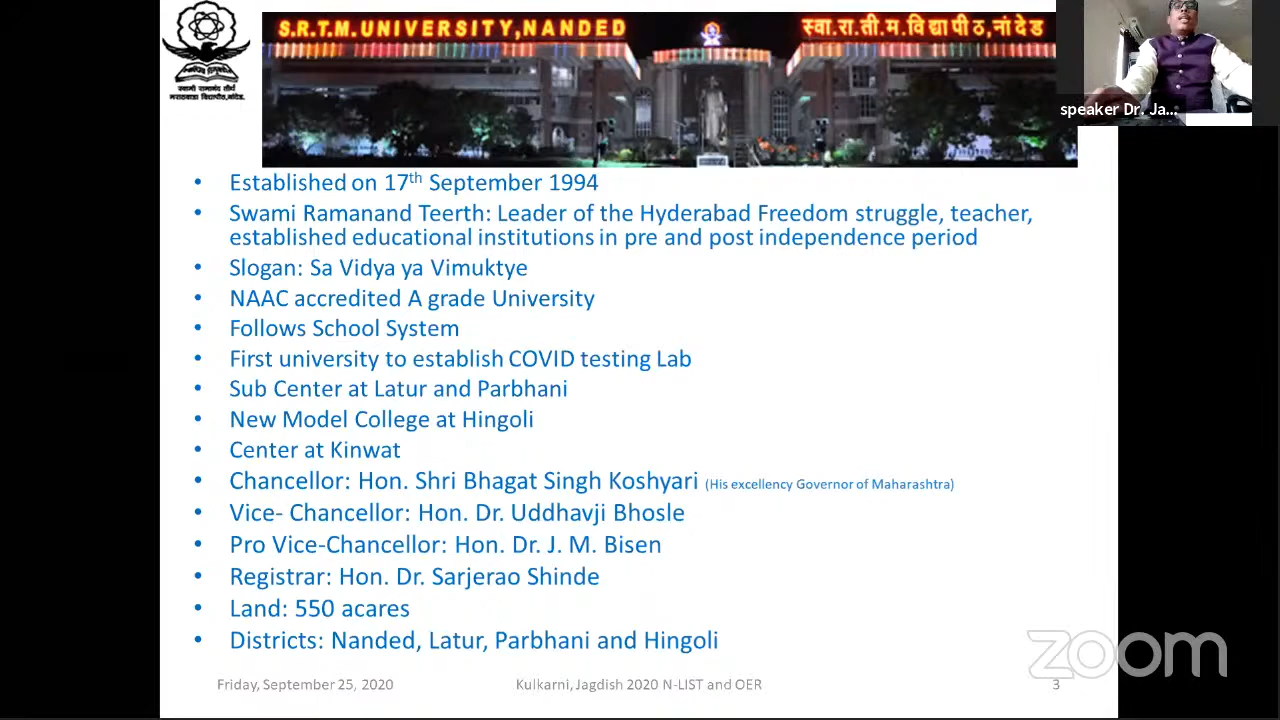 S.R.T.M.UNIVERSITY,NANDED
स्वा.रा.ती.म.विद्यापीठ,नांदेड
स्वामी रामानंद तीर्थ
मराठवाडा विद्यापीठ,नांदेड.
speaker Dr. Ja...
• Established on 17th September 1994
• Swami Ramanand Teerth: Leader of the Hyderabad Freedom struggle, teacher,
established educational institutions in pre and post independence period
• Slogan: Sa Vidya ya Vimuktye
• NAAC accredited A grade University
• Follows School System
• First university to establish COVID testing Lab
• Sub Center at Latur and Parbhani
• New Model College at Hingoli
• Center at Kinwat
• Chancellor: Hon. Shri Bhagat Singh Koshyari (His excellency Governor of Maharashtra)
• Vice- Chancellor: Hon. Dr. Uddhavji Bhosle
• Pro Vice-Chancellor: Hon. Dr. J. M. Bisen
• Registrar: Hon. Dr. Sarjerao Shinde
• Land: 550 acares
• Districts: Nanded, Latur, Parbhani and Hingoli
zoom
Friday, September 25, 2020
Kulkarni, Jagdish 2020 N-LIST and OER
3